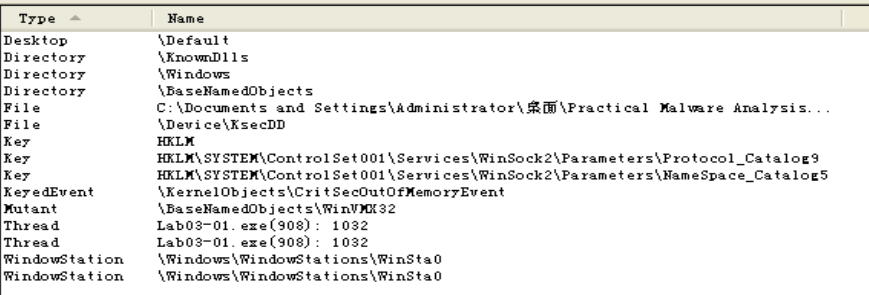 Type Name
Desktop \Default
Directory \KnownDlls
Directory \Windows
Directory \BaseNamedObjects
File C:\Documents and Settings\Administrator\桌面\Practical Malware Analysis...
File \Device\KsecDD
Key HKLM
Key HKLM\SYSTEM\ControlSet001\Services\WinSock2\Parameters\Protocol_Catalog9
Key HKLM\SYSTEM\ControlSet001\Services\WinSock2\Parameters\NameSpace_Catalog5
KeyedEvent \KernelObjects\CritSecOutOfMemoryEvent
Mutant \BaseNamedObjects\WinVMX32
Thread Lab03-01.exe(908): 1032
Thread Lab03-01.exe(908): 1032
WindowStation \Windows\WindowStations\WinSta0
WindowStation \Windows\WindowStations\WinSta0